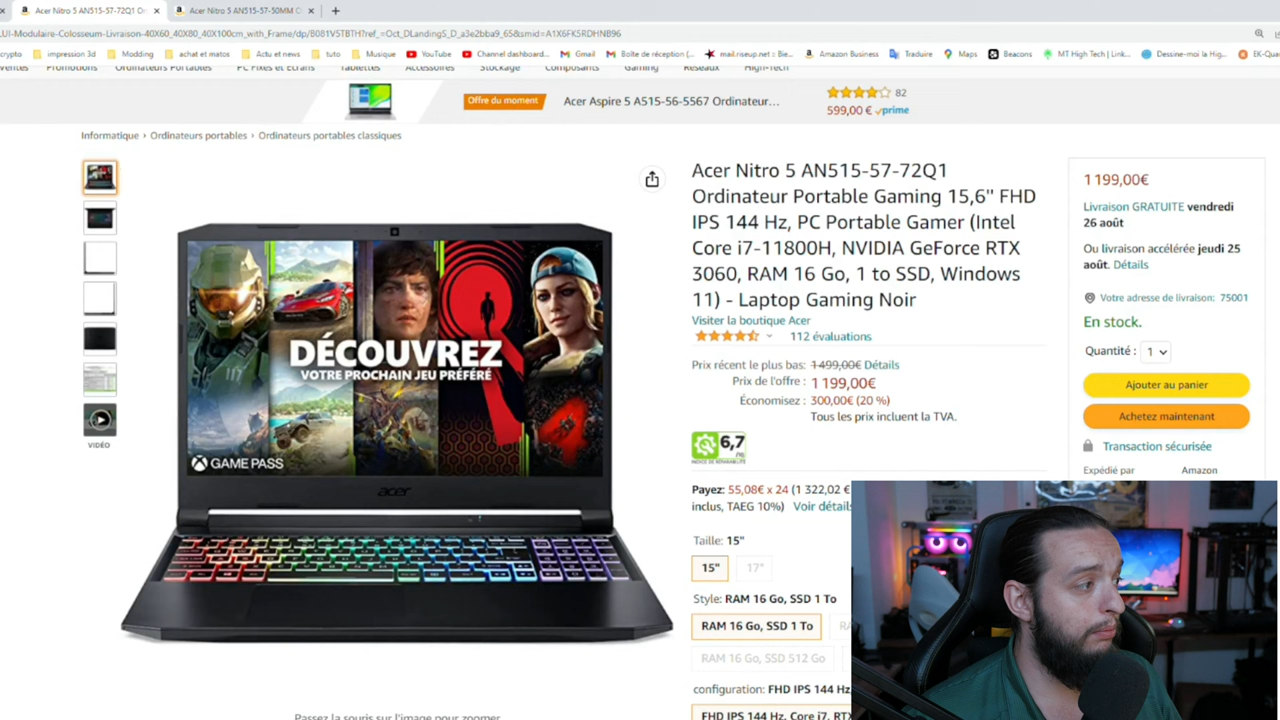 Acer Nitro 5 AN515-57-72Q1 Or
Acer Nitro 5 AN515-57-50MM O
UI-Modulaire-Colosseum-Livraison-40X60_40X80_40X100cm_with_Frame/dp/B081V5TBTH?ref_=Oct_DLandingS_D_a3e2bba9_65&smid=A1X6FK5RDHNB96
crypto
impression 3d
Modding
achat et matos
Actu et news
tuto
Musique
YouTube
Channel dashboard...
Gmail
Boîte de réception (...
mail.riseup.net :: Bie...
Amazon Business
Traduire
Maps
Beacons
MT High Tech | Link...
Dessine-moi la Hig...
EK-Qua
Ventes Promotions Ordinateurs Portables PC Fixes et Ecrans Tablettes Accessoires Stockage Composants Gaming Réseaux High-Tech
Offre du moment
Acer Aspire 5 A515-56-5567 Ordinateur...
82
599,00 € prime
Informatique › Ordinateurs portables › Ordinateurs portables classiques
Acer Nitro 5 AN515-57-72Q1
Ordinateur Portable Gaming 15,6'' FHD
IPS 144 Hz, PC Portable Gamer (Intel
Core i7-11800H, NVIDIA GeForce RTX
3060, RAM 16 Go, 1 to SSD, Windows
11) - Laptop Gaming Noir
Visiter la boutique Acer
112 évaluations
Prix récent le plus bas: 1 499,00€ Détails
Prix de l'offre : 1 199,00€
Économisez : 300,00€ (20 %)
Tous les prix incluent la TVA.
6,7
/10
INDICE DE RÉPARABILITÉ
Payez: 55,08€ x 24 (1 322,02 €
inclus, TAEG 10%) Voir détails
Taille: 15"
15"
17"
Style: RAM 16 Go, SSD 1 To
RAM 16 Go, SSD 1 To
RA
RAM 16 Go, SSD 512 Go
configuration: FHD IPS 144 Hz,
FHD IPS 144 Hz, Core i7, RTX
1 199,00€
Livraison GRATUITE vendredi
26 août
Ou livraison accélérée jeudi 25
août. Détails
Votre adresse de livraison: 75001
En stock.
Quantité : 1
Ajouter au panier
Achetez maintenant
Transaction sécurisée
Expédié par Amazon
VIDÉO
117
DÉCOUVREZ
VOTRE PROCHAIN JEU PRÉFÉRÉ
GAME PASS
acer
Passez la souris sur l'image pour zoomer